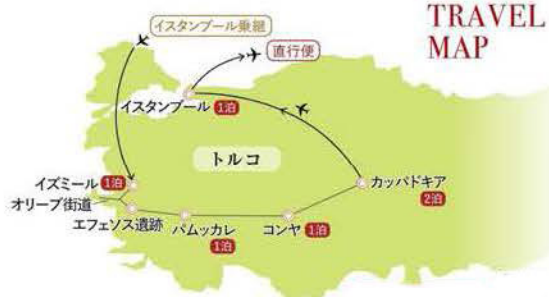 TRAVEL
MAP
イスタンブール乗継
直行便
イスタンブール 1泊
トルコ
イズミール 1泊
カッパドキア
2泊
オリーブ街道
エフェソス遺跡
パムッカレ
1泊
コンヤ 1泊